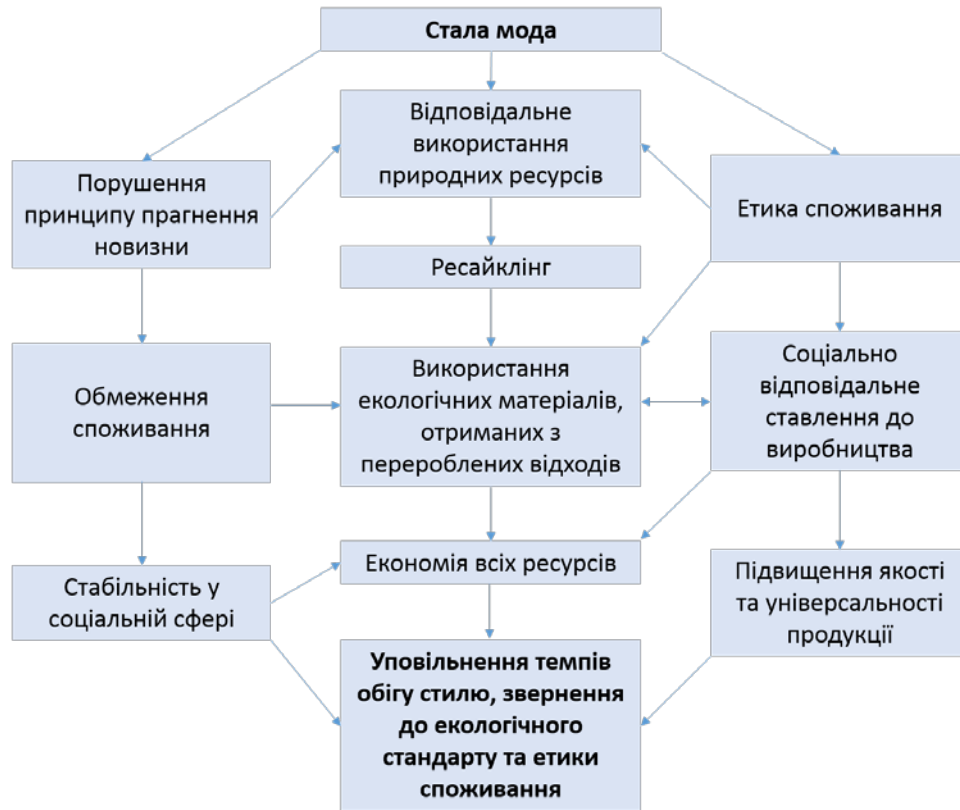 Стала мода
Відповідальне
використання
природних ресурсів
Порушення
принципу прагнення
новизни
Етика споживання
Ресайклінг
Обмеження
споживання
Використання
екологічних матеріалів,
отриманих з
перероблених відходів
Соціально
відповідальне
ставлення до
виробництва
Стабільність у
соціальній сфері
Економія всіх ресурсів
Підвищення якості
та універсальності
продукції
Уповільнення темпів
обігу стилю, звернення
до екологічного
стандарту та етики
споживання